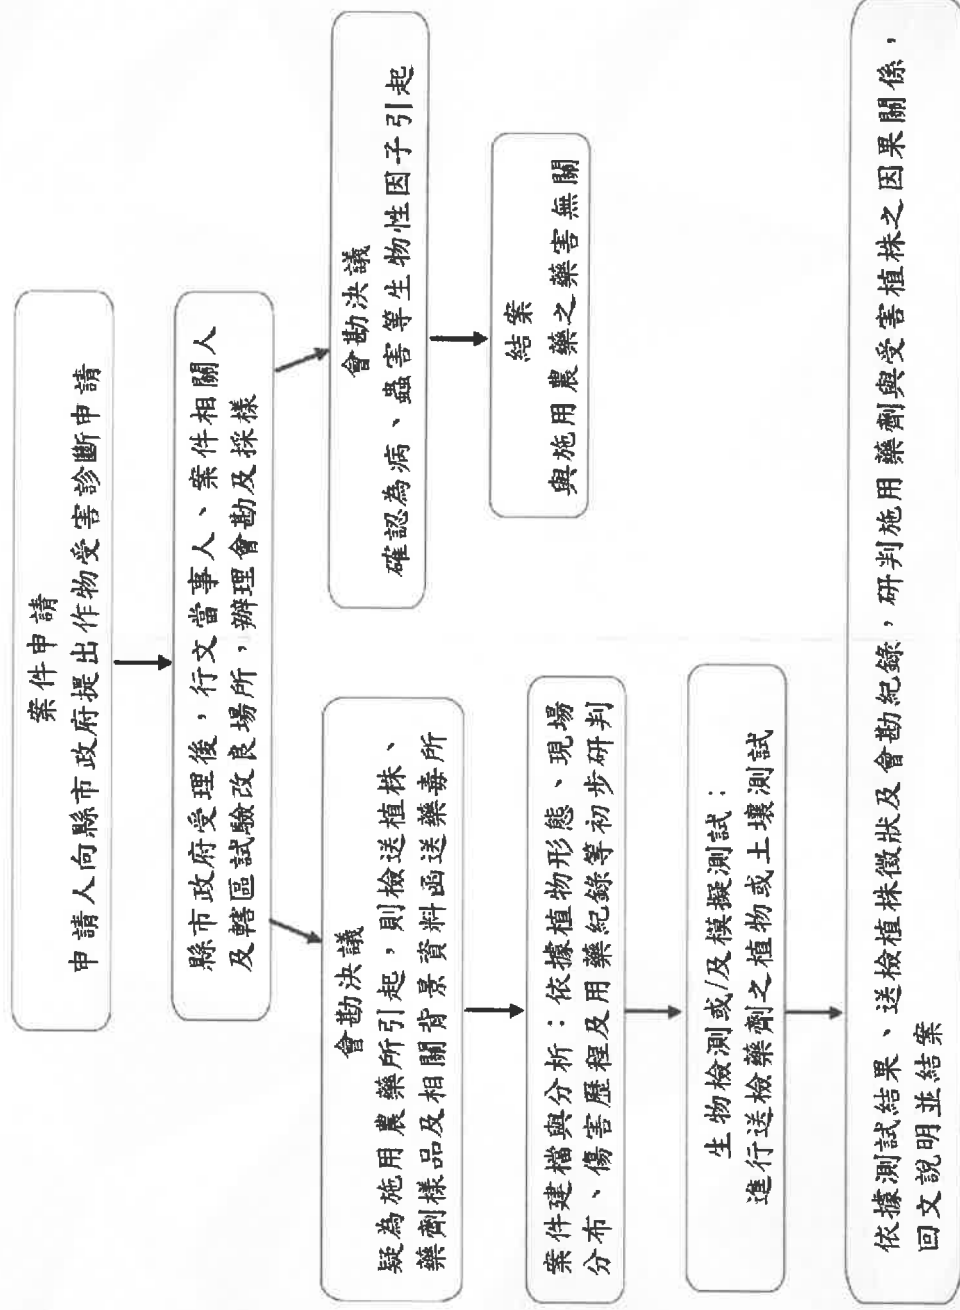 案件申請
申請人向縣市政府提出作物受害診斷申請
縣市政府受理後，行文當事人、案件相關人
及轄區試驗改良場所，辦理會勘及採樣
會勘決議
疑為施用農藥所引起，則檢送植株、
藥劑樣品及相關背景資料函送藥毒所
會勘決議
確認為病、蟲害等生物性因子引起
結案
與施用農藥之藥害無關
案件建檔與分析：依據植物形態、現場
分布、傷害歷程及用藥紀錄等初步研判
生物檢測或/及模擬測試：
進行送檢藥劑之植物或土壤測試
依據測試結果、送檢植株徵狀及會勘紀錄，研判施用藥劑與受害植株之因果關係，
回文說明並結案